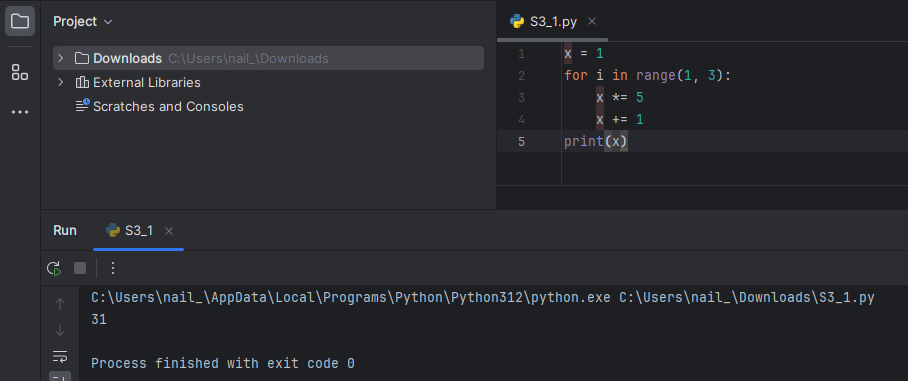 Project
Downloads C:\Users\nail_\Downloads
External Libraries
Scratches and Consoles
S3_1.py
1 x = 1
2 for i in range(1, 3):
3 x *= 5
4 x += 1
5 print(x)
Run S3_1
C:\Users\nail_\AppData\Local\Programs\Python\Python312\python.exe C:\Users\nail_\Downloads\S3_1.py
31
Process finished with exit code 0